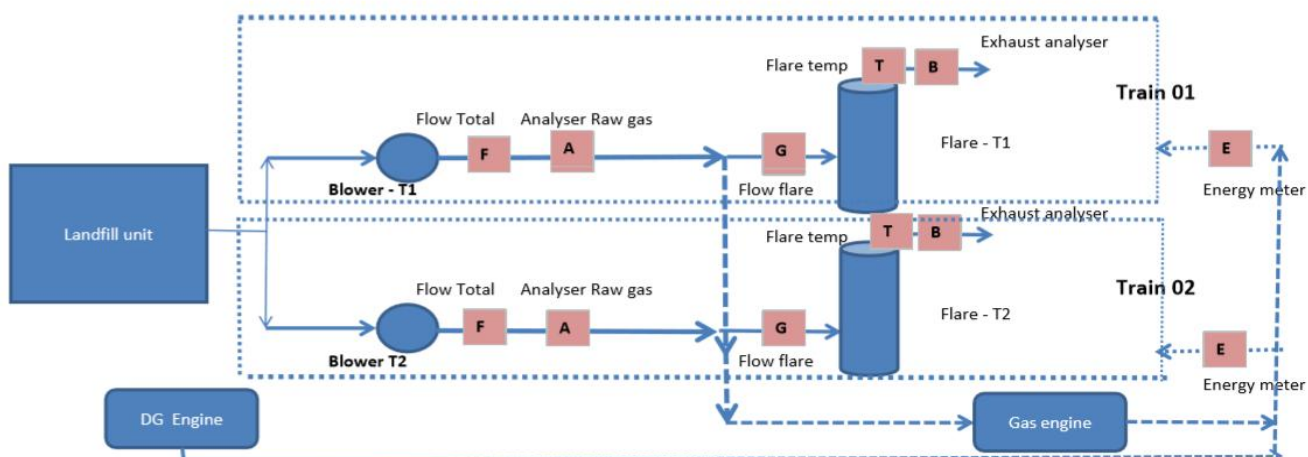 Exhaust analyser
Flare temp
T
B
Train 01
Flow Total
Analyser Raw gas
F
A
G
Flare - T1
E
Blower - T1
Flow flare
Energy meter
Landfill unit
Exhaust analyser
Flare temp
T
B
Train 02
Flow Total
Analyser Raw gas
F
A
G
Flare - T2
E
Blower T2
Flow flare
Energy meter
DG Engine
Gas engine